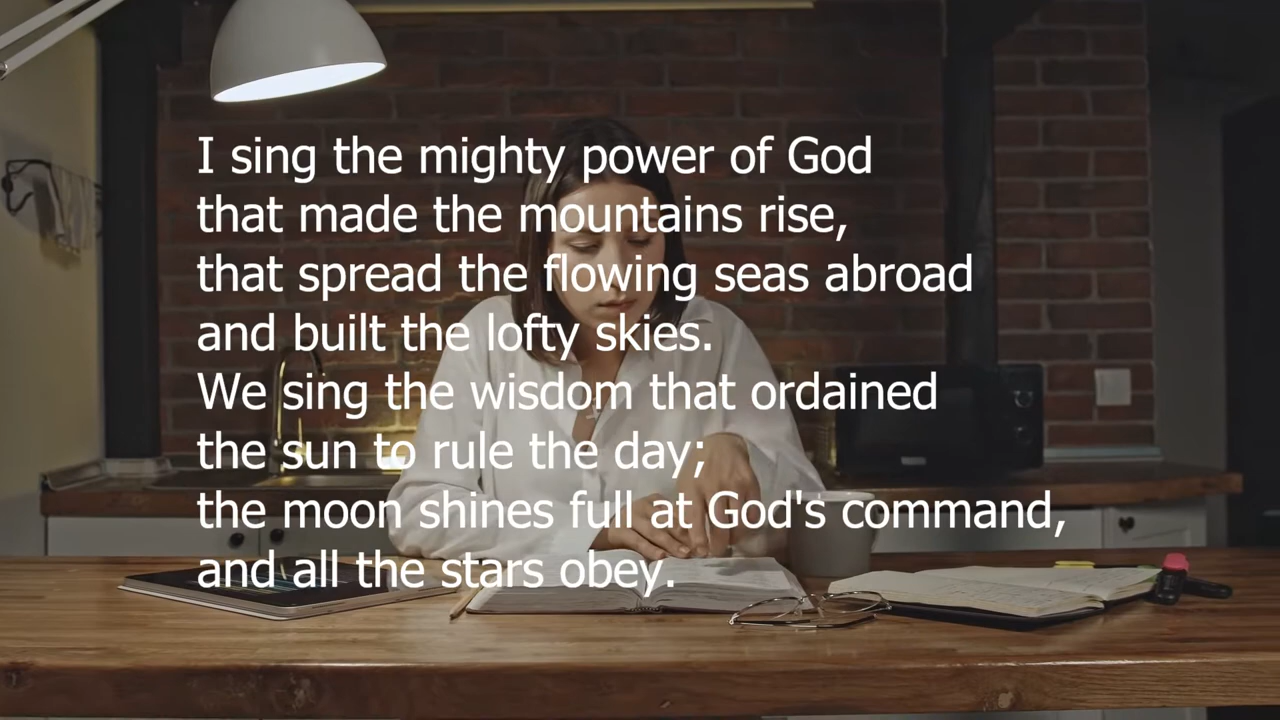 I sing the mighty power of God
that made the mountains rise,
that spread the flowing seas abroad
and built the lofty skies.
We sing the wisdom that ordained
the sun to rule the day;
the moon shines full at God's command,
and all the stars obey.